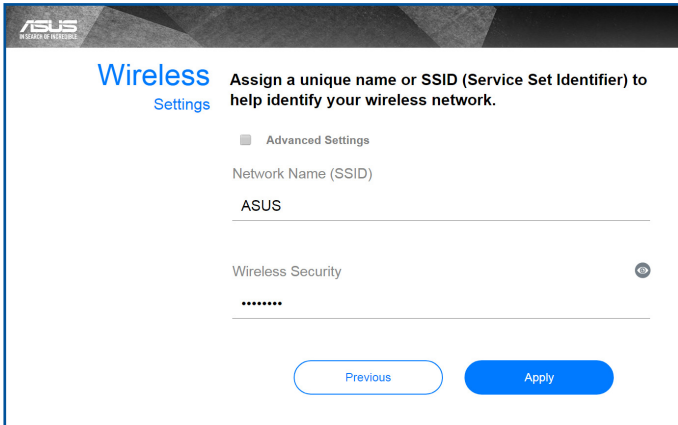 ASUS
IN SEARCH OF INCREDIBLE
Wireless
Settings
Assign a unique name or SSID (Service Set Identifier) to
help identify your wireless network.
Advanced Settings
Network Name (SSID)
ASUS
Wireless Security
••••••••
Previous
Apply